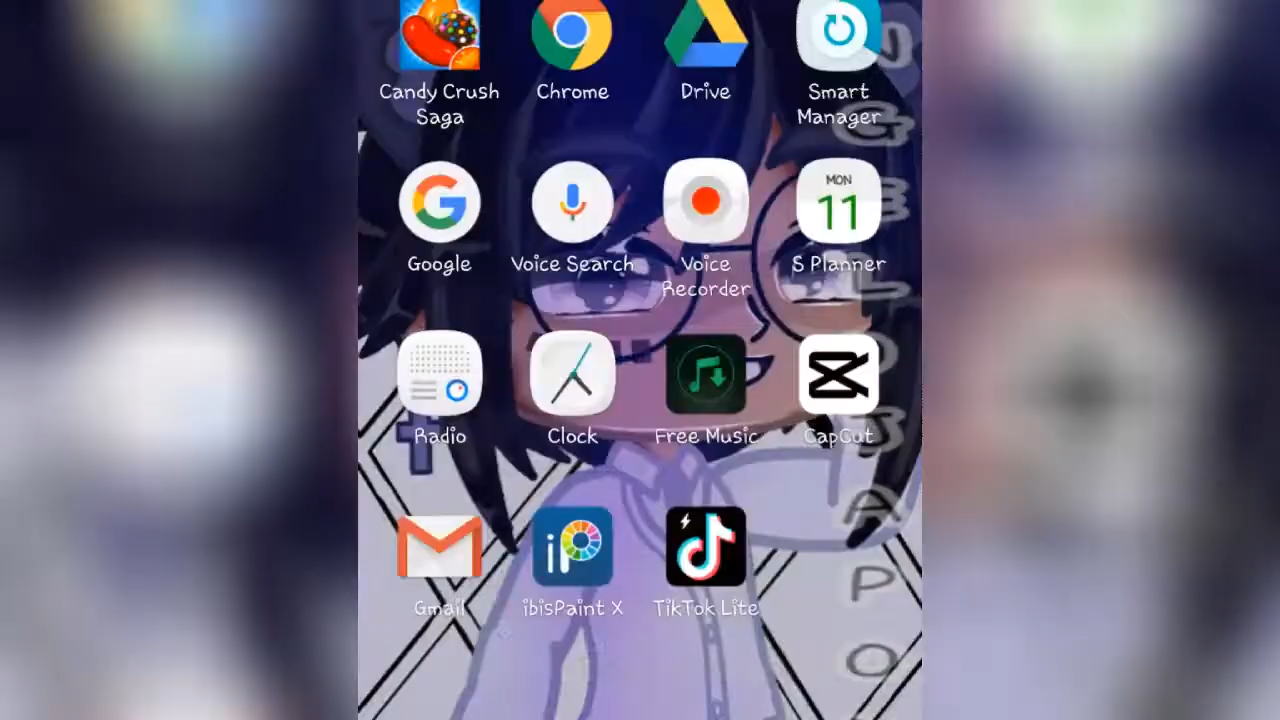 Candy Crush Saga
Chrome
Drive
Smart Manager
MON
11
Google
Voice Search
Voice Recorder
S Planner
Radio
Clock
Free Music
CapCut
iP
Gmail
ibisPaint X
TikTok Lite
N
G
B
E
L
O
B
A
P
O